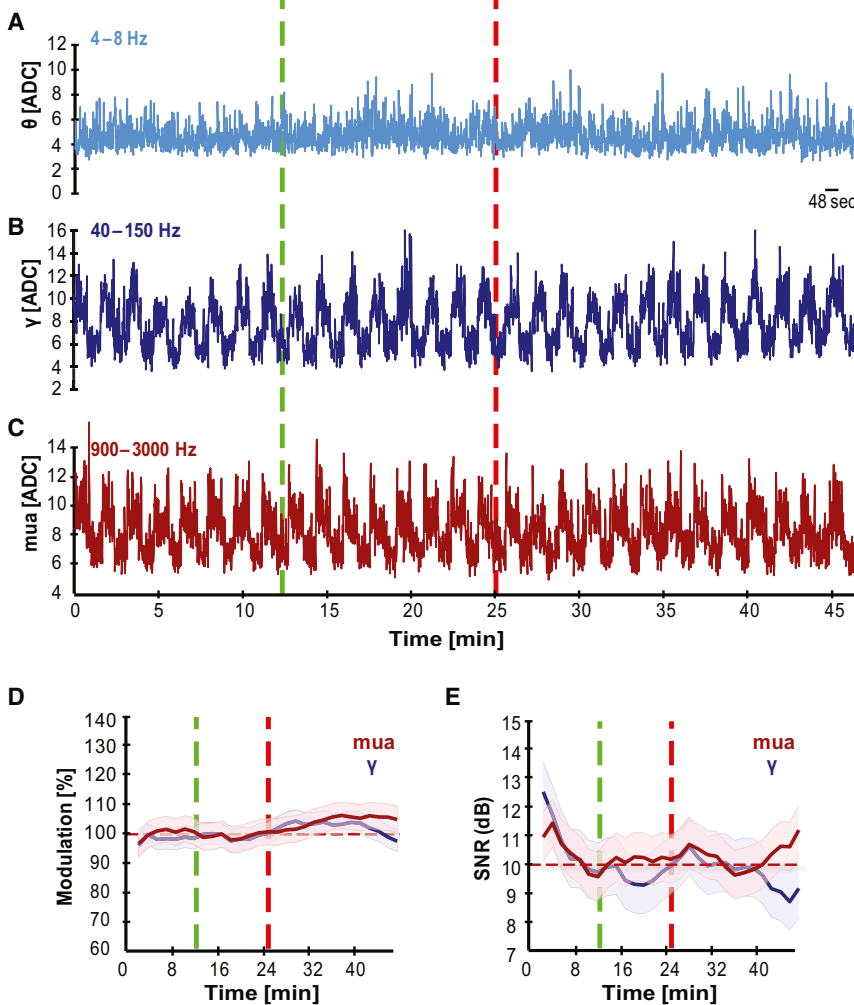 A
4–8 Hz
12
10
8
6
4
2
0
θ [ADC]
48 sec
B
40–150 Hz
16
14
12
10
8
6
4
2
γ [ADC]
C
900–3000 Hz
14
12
10
8
6
4
mua [ADC]
0 5 10 15 20 25 30 35 40 45
Time [min]
D
140
130
120
110
100
90
80
70
60
Modulation [%]
mua
γ
0 8 16 24 32 40
Time [min]
E
15
14
13
12
11
10
9
8
7
SNR (dB)
mua
γ
0 8 16 24 32 40
Time [min]